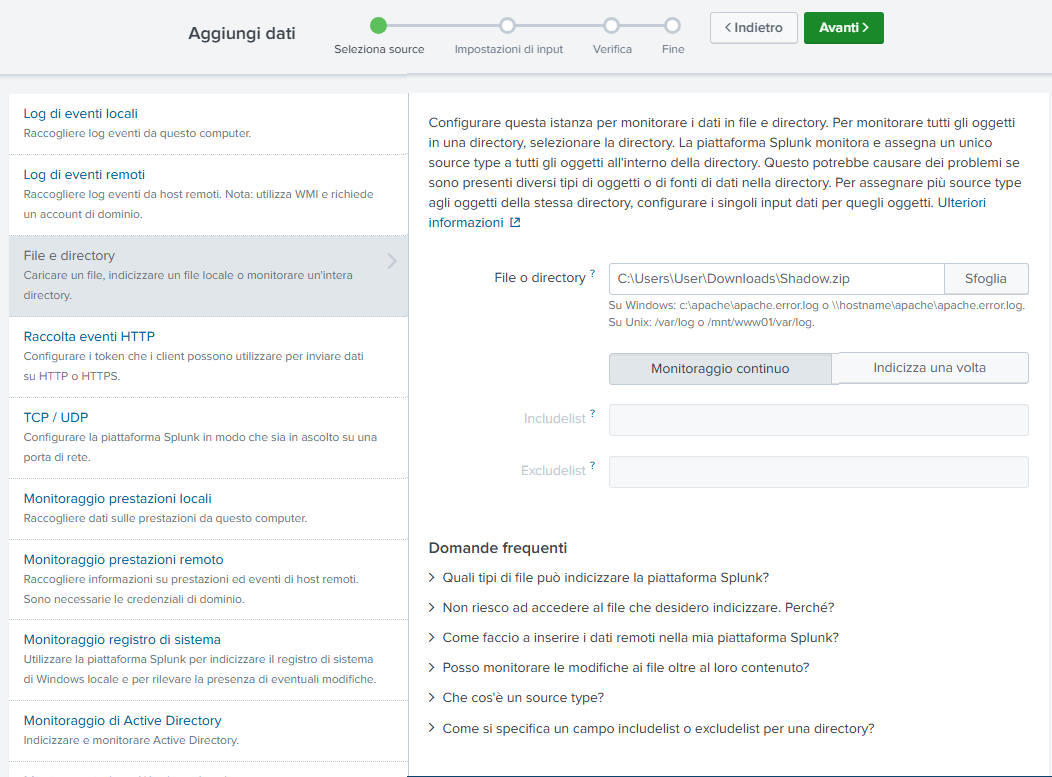 Aggiungi dati
Seleziona source
Impostazioni di input
Verifica
Fine
Indietro
Avanti
Log di eventi locali
Raccogliere log eventi da questo computer.
Log di eventi remoti
Raccogliere log eventi da host remoti. Nota: utilizza WMI e richiede
un account di dominio.
File e directory
Caricare un file, indicizzare un file locale o monitorare un'intera
directory.
Raccolta eventi HTTP
Configurare i token che i client possono utilizzare per inviare dati
su HTTP o HTTPS.
TCP / UDP
Configurare la piattaforma Splunk in modo che sia in ascolto su una
porta di rete.
Monitoraggio prestazioni locali
Raccogliere dati sulle prestazioni da questo computer.
Monitoraggio prestazioni remoto
Raccogliere informazioni su prestazioni ed eventi di host remoti.
Sono necessarie le credenziali di dominio.
Monitoraggio registro di sistema
Utilizzare la piattaforma Splunk per indicizzare il registro di sistema
di Windows locale e per rilevare la presenza di eventuali modifiche.
Monitoraggio di Active Directory
Indicizzare e monitorare Active Directory.
Configurare questa istanza per monitorare i dati in file e directory. Per monitorare tutti gli oggetti
in una directory, selezionare la directory. La piattaforma Splunk monitora e assegna un unico
source type a tutti gli oggetti all'interno della directory. Questo potrebbe causare dei problemi se
sono presenti diversi tipi di oggetti o di fonti di dati nella directory. Per assegnare più source type
agli oggetti della stessa directory, configurare i singoli input dati per quegli oggetti. Ulteriori
informazioni
File o directory ?
C:\Users\User\Downloads\Shadow.zip
Sfoglia
Su Windows: c:\apache\apache.error.log o \\hostname\apache\apache.error.log.
Su Unix: /var/log o /mnt/www01/var/log.
Monitoraggio continuo
Indicizza una volta
Includelist ?
Excludelist ?
Domande frequenti
Quali tipi di file può indicizzare la piattaforma Splunk?
Non riesco ad accedere al file che desidero indicizzare. Perché?
Come faccio a inserire i dati remoti nella mia piattaforma Splunk?
Posso monitorare le modifiche ai file oltre al loro contenuto?
Che cos'è un source type?
Come si specifica un campo includelist o excludelist per una directory?